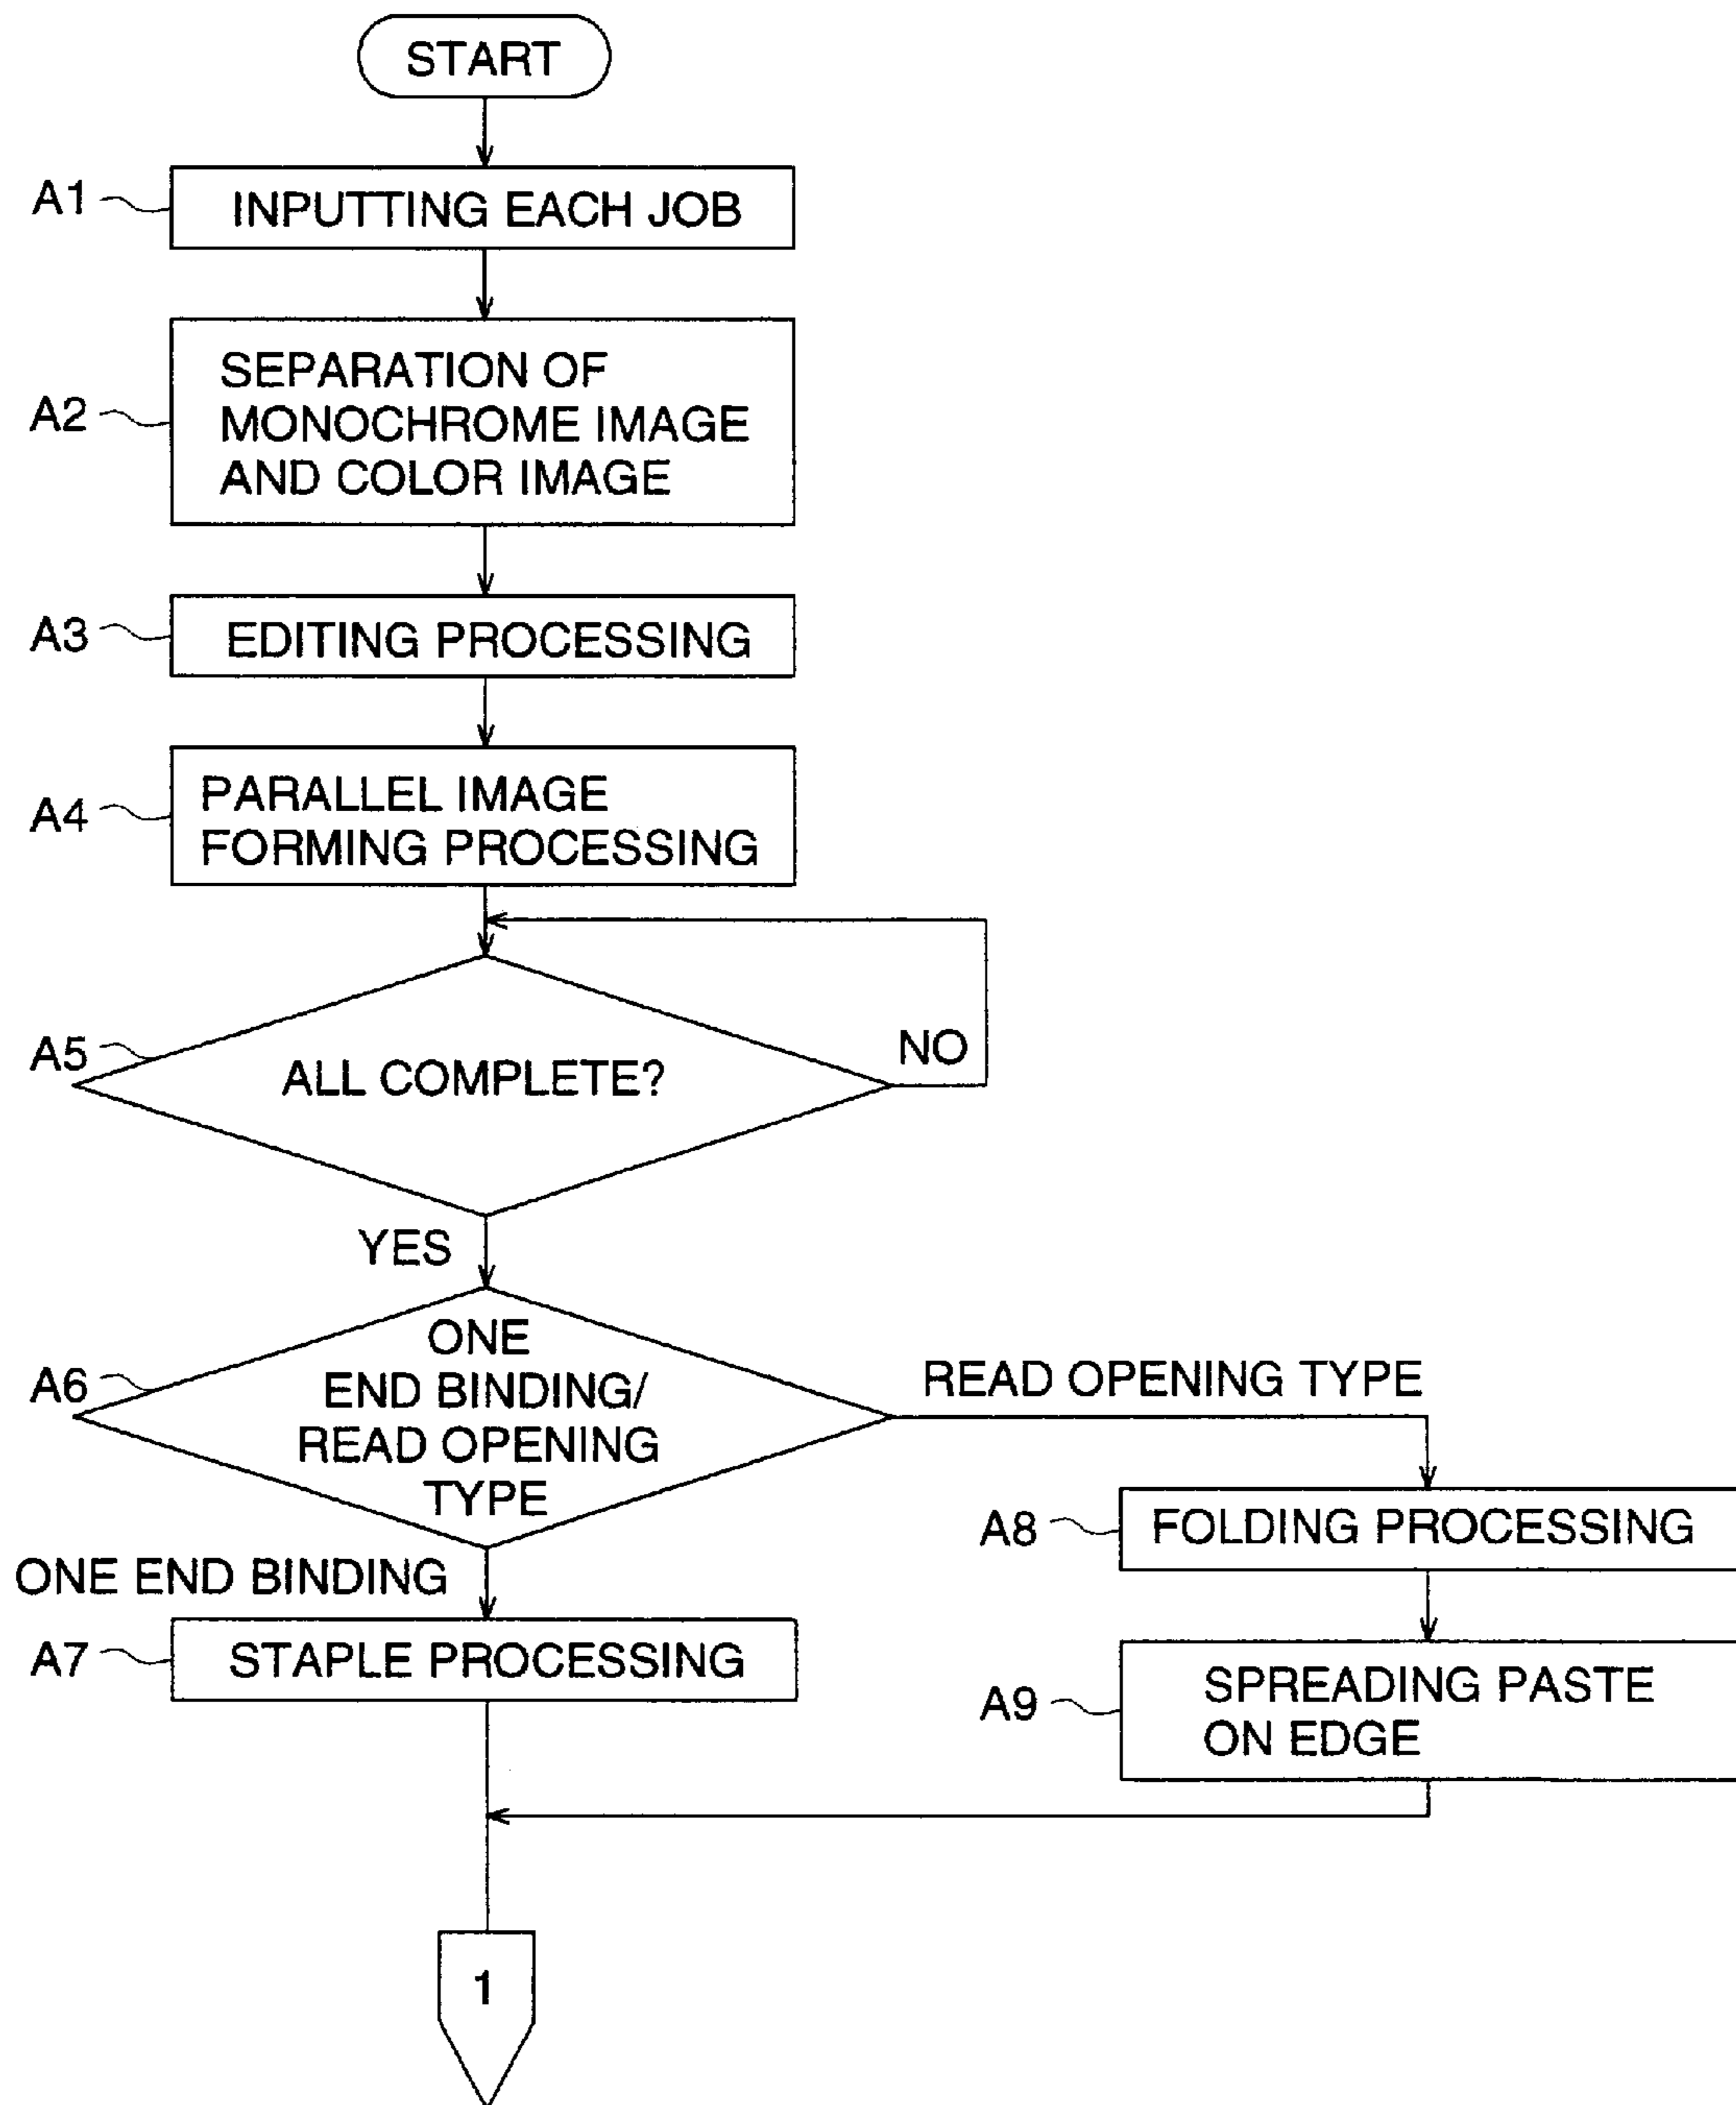 START
A1
INPUTTING EACH JOB
A2
SEPARATION OF
MONOCHROME IMAGE
AND COLOR IMAGE
A3
EDITING PROCESSING
A4
PARALLEL IMAGE
FORMING PROCESSING
A5
ALL COMPLETE?
NO
YES
A6
ONE
END BINDING/
READ OPENING
TYPE
READ OPENING TYPE
ONE END BINDING
A7
STAPLE PROCESSING
A8
FOLDING PROCESSING
A9
SPREADING PASTE
ON EDGE
1